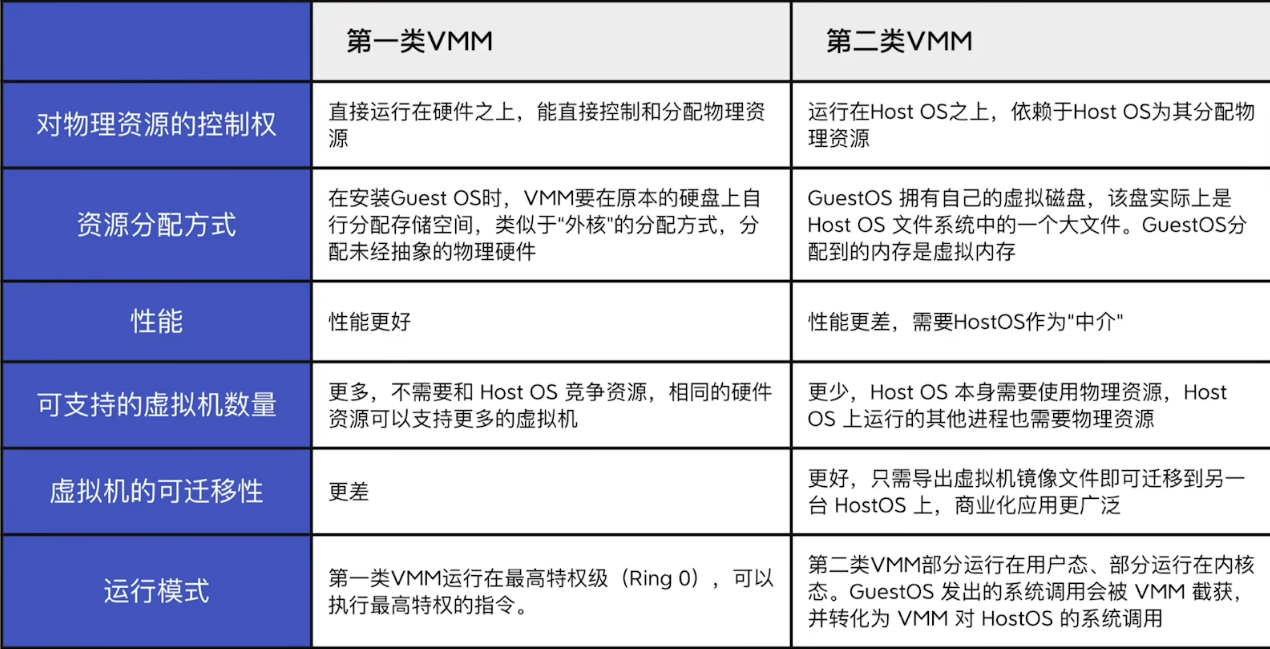 第一类VMM
第二类VMM
对物理资源的控制权
直接运行在硬件之上，能直接控制和分配物理资
源
运行在Host OS之上，依赖于Host OS为其分配物
理资源
资源分配方式
在安装Guest OS时，VMM要在原本的硬盘上自
行分配存储空间，类似于"外核"的分配方式，分
配未经抽象的物理硬件
GuestOS 拥有自己的虚拟磁盘，该盘实际上是
Host OS 文件系统中的一个大文件。GuestOS分
配到的内存是虚拟内存
性能
性能更好
性能更差，需要HostOS作为"中介"
可支持的虚拟机数量
更多，不需要和 Host OS 竞争资源，相同的硬件
资源可以支持更多的虚拟机
更少，Host OS 本身需要使用物理资源，Host
OS 上运行的其他进程也需要物理资源
虚拟机的可迁移性
更差
更好，只需导出虚拟机镜像文件即可迁移到另一
台 HostOS 上，商业化应用更广泛
运行模式
第一类VMM运行在最高特权级（Ring 0），可以
执行最高特权的指令。
第二类VMM部分运行在用户态、部分运行在内核
态。GuestOS 发出的系统调用会被 VMM 截获，
并转化为 VMM 对 HostOS 的系统调用